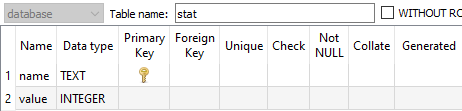 database Table name: stat WITHOUT RO
Name Data type Primary Key Foreign Key Unique Check Not NULL Collate Generated
1 name TEXT
2 value INTEGER